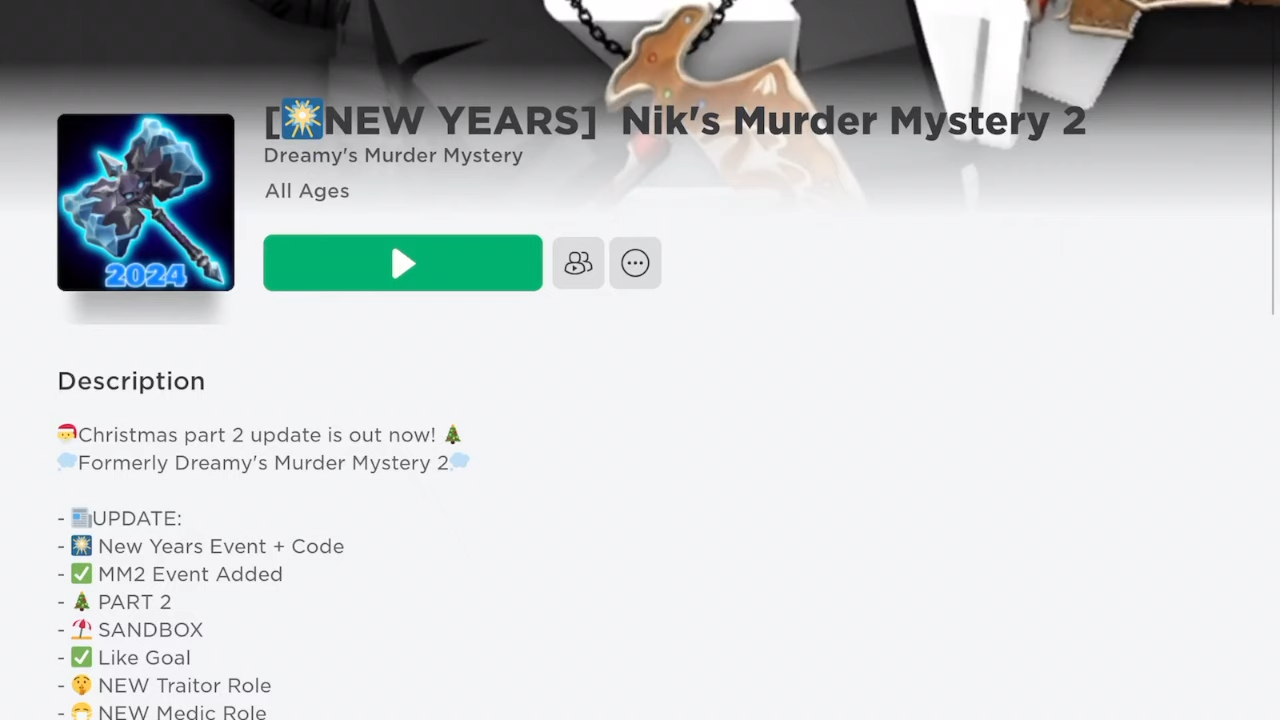 [🎇NEW YEARS] Nik's Murder Mystery 2
Dreamy's Murder Mystery
All Ages
2024
Description
🎅Christmas part 2 update is out now! 🎄
☁️Formerly Dreamy's Murder Mystery 2☁️
- 📰UPDATE:
- 🎇 New Years Event + Code
- ✅ MM2 Event Added
- 🎄 PART 2
- ⛱️ SANDBOX
- ✅ Like Goal
- 🤫 NEW Traitor Role
- 😷 NEW Medic Role